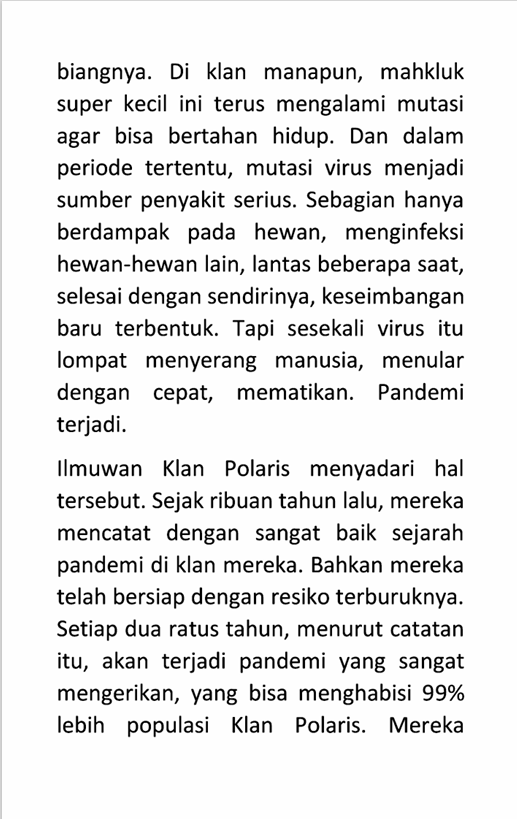 biangnya. Di klan manapun, mahkluk
super kecil ini terus mengalami mutasi
agar bisa bertahan hidup. Dan dalam
periode tertentu, mutasi virus menjadi
sumber penyakit serius. Sebagian hanya
berdampak pada hewan, menginfeksi
hewan-hewan lain, lantas beberapa saat,
selesai dengan sendirinya, keseimbangan
baru terbentuk. Tapi sesekali virus itu
lompat menyerang manusia, menular
dengan cepat, mematikan. Pandemi
terjadi.
Ilmuwan Klan Polaris menyadari hal
tersebut. Sejak ribuan tahun lalu, mereka
mencatat dengan sangat baik sejarah
pandemi di klan mereka. Bahkan mereka
telah bersiap dengan resiko terburuknya.
Setiap dua ratus tahun, menurut catatan
itu, akan terjadi pandemi yang sangat
mengerikan, yang bisa menghabisi 99%
lebih populasi Klan Polaris. Mereka